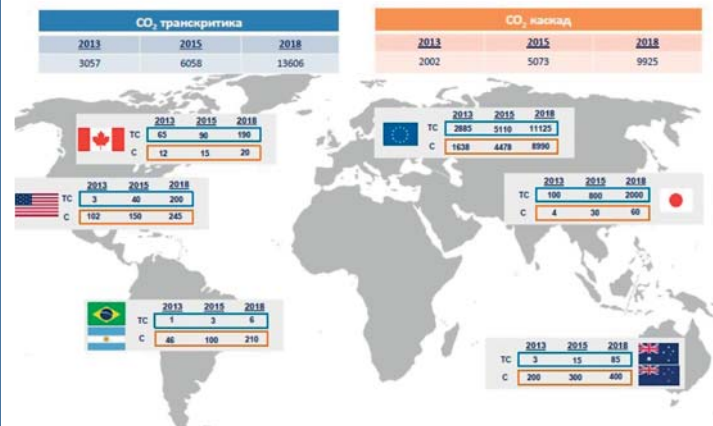 CO₂ транскритика
2013 2015 2018
3057 6058 13606
CO₂ каскад
2013 2015 2018
2002 5073 9925
2013 2015 2018
TC 65 90 190
C 12 15 20
2013 2015 2018
TC 2885 5110 11125
C 1638 4478 8990
2013 2015 2018
TC 3 40 200
C 102 150 245
2013 2015 2018
TC 100 800 2000
C 4 30 60
2013 2015 2018
TC 1 3 6
C 46 100 210
2013 2015 2018
TC 3 15 85
C 200 300 400